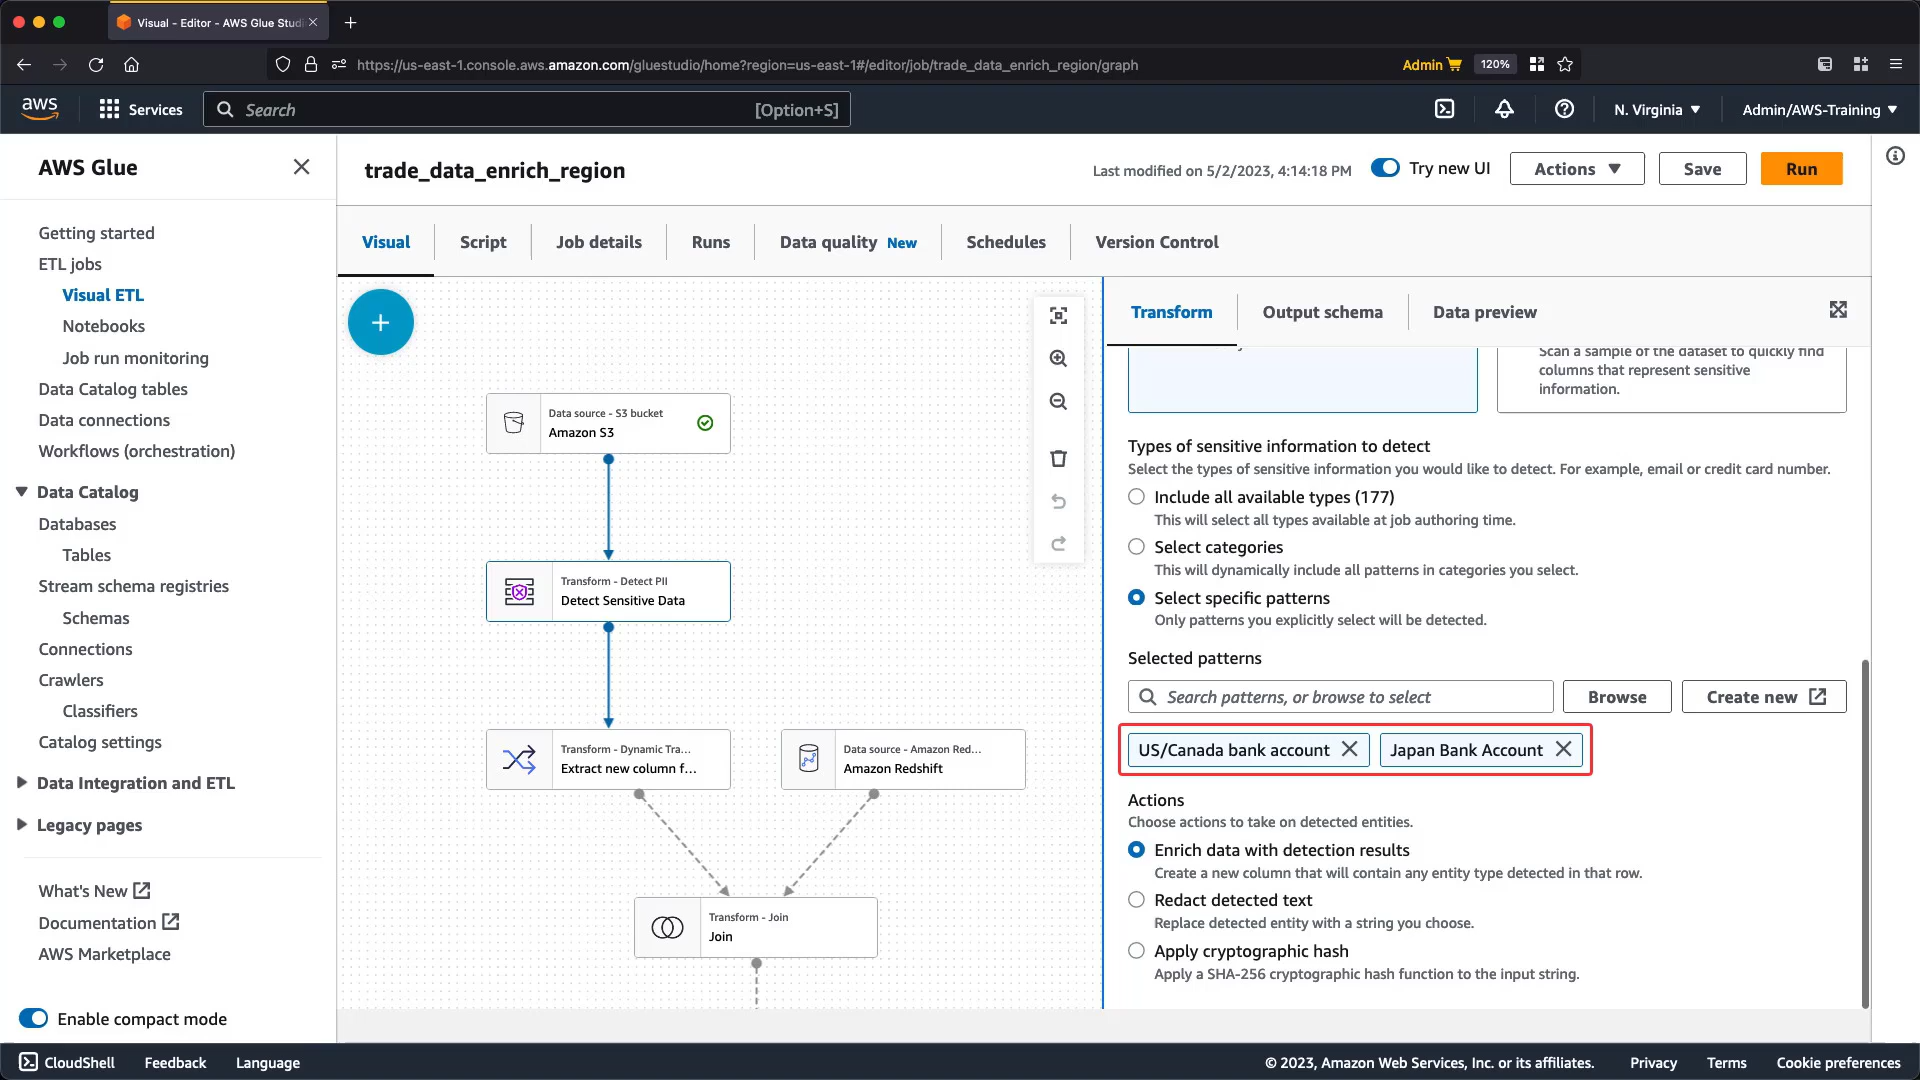 Visual - Editor - AWS Glue Studi
https://us-east-1.console.aws.amazon.com/gluestudio/home?region=us-east-1#/editor/job/trade_data_enrich_region/graph
Admin
120%
aws
Services
Search
[Option+S]
N. Virginia
Admin/AWS-Training
AWS Glue
Getting started
ETL jobs
Visual ETL
Notebooks
Job run monitoring
Data Catalog tables
Data connections
Workflows (orchestration)
Data Catalog
Databases
Tables
Stream schema registries
Schemas
Connections
Crawlers
Classifiers
Catalog settings
Data Integration and ETL
Legacy pages
What's New
Documentation
AWS Marketplace
Enable compact mode
trade_data_enrich_region
Last modified on 5/2/2023, 4:14:18 PM
Try new UI
Actions
Save
Run
Visual
Script
Job details
Runs
Data quality New
Schedules
Version Control
Data source - S3 bucket
Amazon S3
Transform - Detect PII
Detect Sensitive Data
Transform - Dynamic Tra...
Extract new column f...
Data source - Amazon Red...
Amazon Redshift
Transform - Join
Join
Transform
Output schema
Data preview
Scan a sample of the dataset to quickly find
columns that represent sensitive
information.
Types of sensitive information to detect
Select the types of sensitive information you would like to detect. For example, email or credit card number.
Include all available types (177)
This will select all types available at job authoring time.
Select categories
This will dynamically include all patterns in categories you select.
Select specific patterns
Only patterns you explicitly select will be detected.
Selected patterns
Search patterns, or browse to select
Browse
Create new
US/Canada bank account
Japan Bank Account
Actions
Choose actions to take on detected entities.
Enrich data with detection results
Create a new column that will contain any entity type detected in that row.
Redact detected text
Replace detected entity with a string you choose.
Apply cryptographic hash
Apply a SHA-256 cryptographic hash function to the input string.
CloudShell
Feedback
Language
© 2023, Amazon Web Services, Inc. or its affiliates.
Privacy
Terms
Cookie preferences